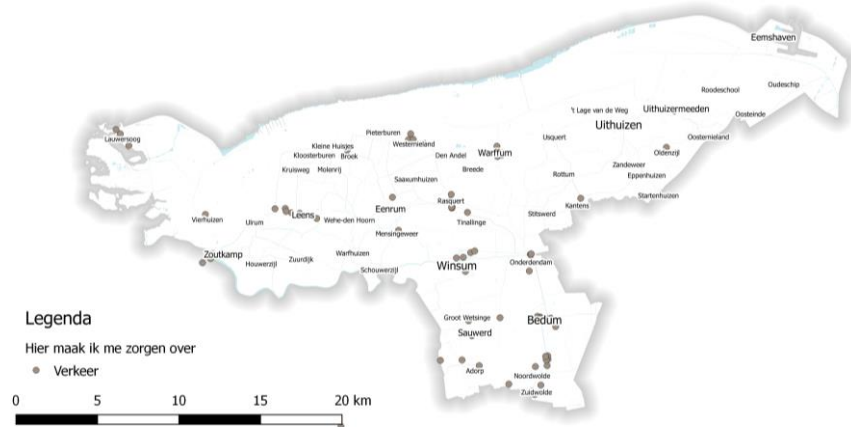 Eemshaven
Oudeschip
Roodeschool
't Lage van de Weg
Uithuizermeeden
Oosteinde
Uithuizen
Lauwersoog
Pieterburen
Usquert
Oosternieland
Westernieland
Kleine Huisjes
Kloosterburen
Broek
Den Andel
Warffum
Oldenzijl
Kruisweg
Molenrij
Breede
Zandeweer
Saaxumhuizen
Rottum
Eppenhuizen
Startenhuizen
Rasquert
Kantens
Eenrum
Vierhuizen
Ulrum
Leens
Wehe-den Hoorn
Tinallinge
Stitswerd
Mensingeweer
Zoutkamp
Warfhuizen
Houwerzijl
Zuurdijk
Schouwerzijl
Winsum
Onderdendam
Groot Wetsinge
Bedum
Sauwerd
Adorp
Noordwolde
Zuidwolde
Legenda
Hier maak ik me zorgen over
Verkeer
0 5 10 15 20 km